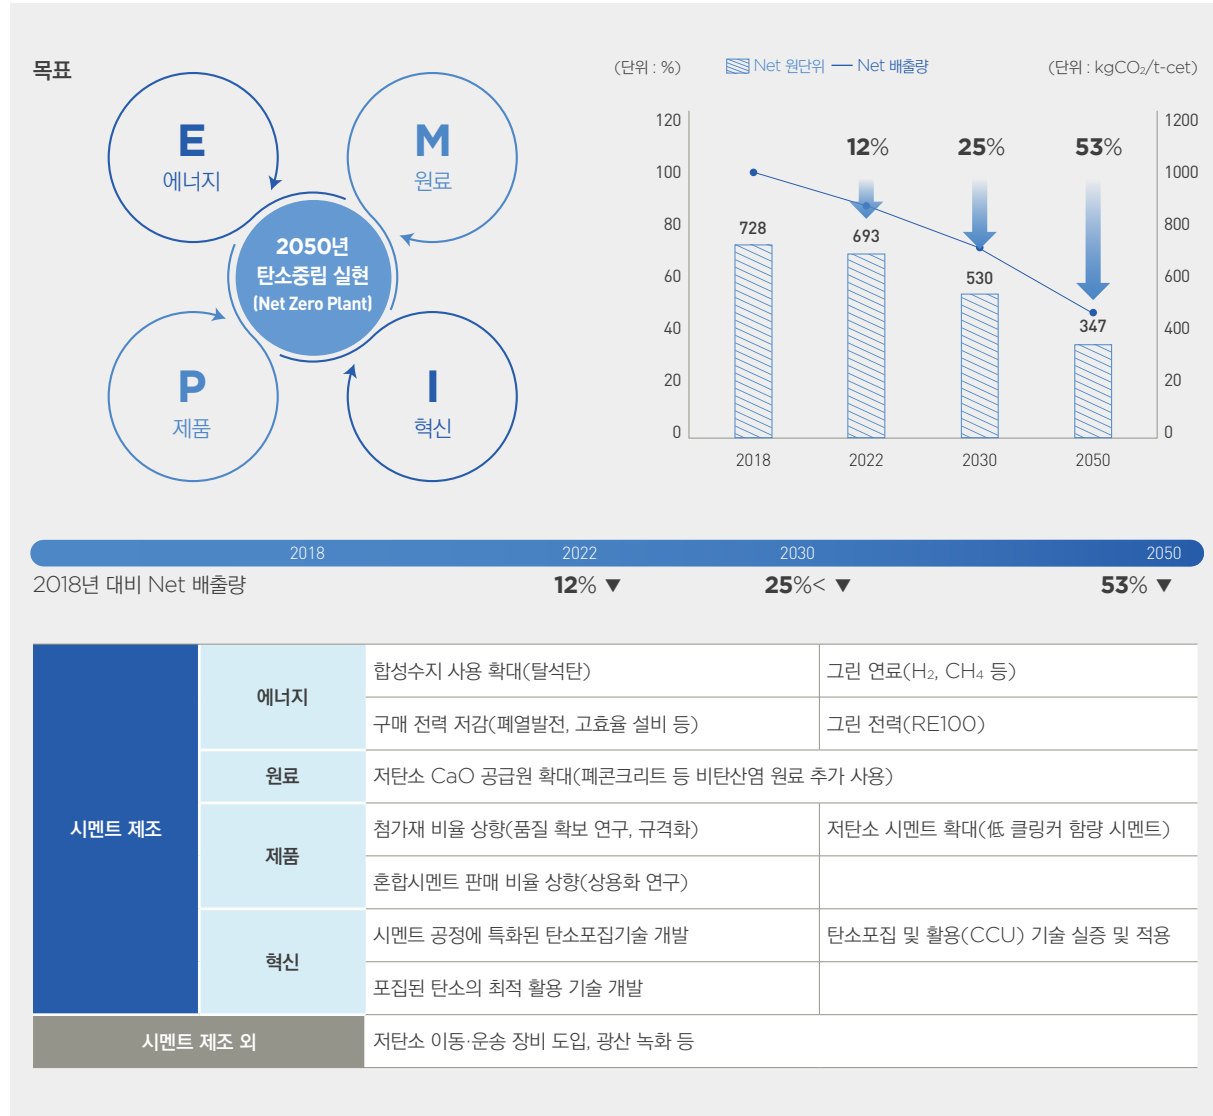 목표
E
에너지
M
원료
2050년
탄소중립 실현
(Net Zero Plant)
P
제품
I
혁신
(단위 : %)
Net 원단위
Net 배출량
(단위 : kgCO₂/t-cet)
120
100
80
60
40
20
0
1200
1000
800
600
400
20
0
12%
25%
53%
728
693
530
347
2018
2022
2030
2050
2018 2022 2030 2050
2018년 대비 Net 배출량 12% ▼ 25%< ▼ 53% ▼
시멘트 제조
에너지
합성수지 사용 확대(탈석탄)
그린 연료(H₂, CH₄ 등)
구매 전력 저감(폐열발전, 고효율 설비 등)
그린 전력(RE100)
원료
저탄소 CaO 공급원 확대(폐콘크리트 등 비탄산염 원료 추가 사용)
제품
첨가재 비율 상향(품질 확보 연구, 규격화)
저탄소 시멘트 확대(低 클링커 함량 시멘트)
혼합시멘트 판매 비율 상향(상용화 연구)
혁신
시멘트 공정에 특화된 탄소포집기술 개발
탄소포집 및 활용(CCU) 기술 실증 및 적용
포집된 탄소의 최적 활용 기술 개발
시멘트 제조 외
저탄소 이동·운송 장비 도입, 광산 녹화 등